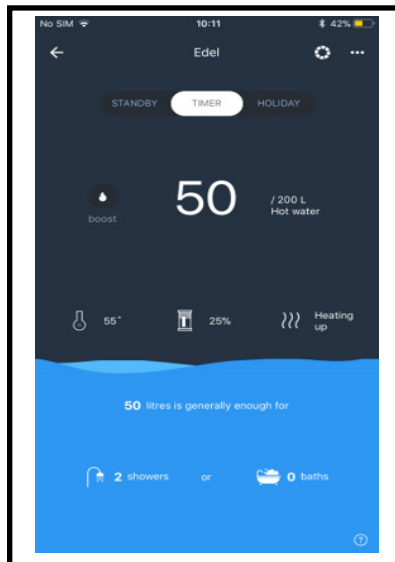 No SIM 10:11 42%
Edel
STANDBY TIMER HOLIDAY
50 / 200 L
Hot water
boost
55° 25% Heating
up
50 litres is generally enough for
2 showers or 0 baths
?